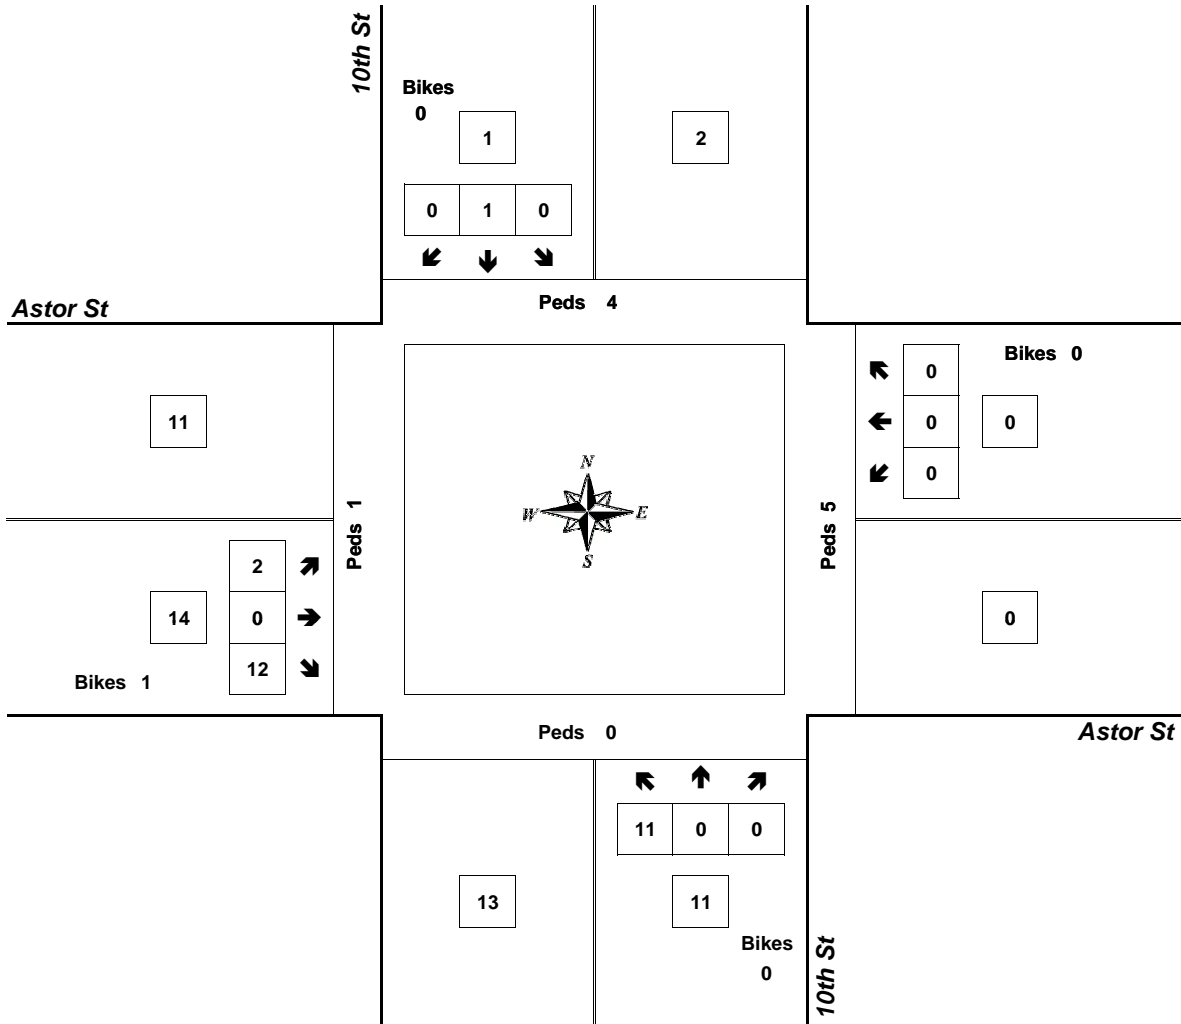 10th St
Bikes
0
1
2
0 1 0
Peds 4
Astor St
Bikes 0
0
11
0
0
0
N
W E
S
Peds 1
Peds 5
2
14
0
0
12
Bikes 1
Peds 0
Astor St
11 0 0
13
11
Bikes
0
10th St